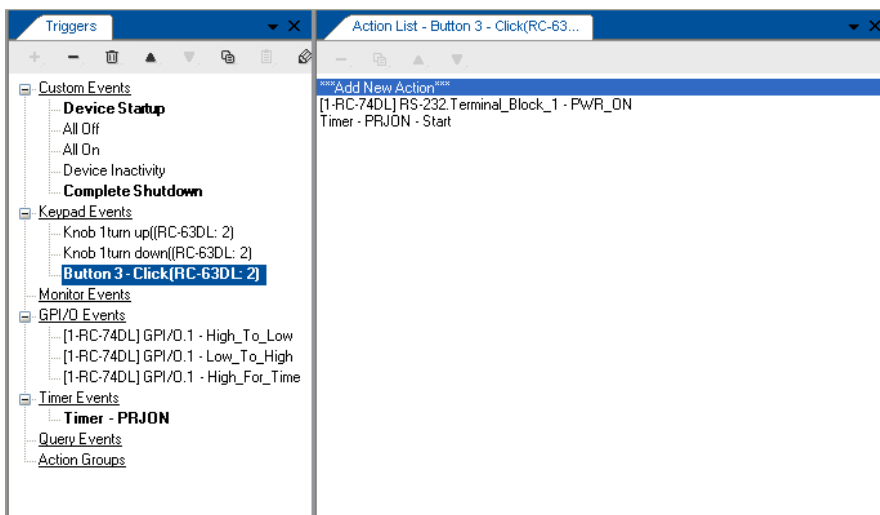 Triggers
Custom Events
Device Startup
All Off
All On
Device Inactivity
Complete Shutdown
Keypad Events
Knob 1turn up((RC-63DL: 2)
Knob 1turn down((RC-63DL: 2)
Button 3 - Click(RC-63DL: 2)
Monitor Events
GPI/O Events
[1-RC-74DL] GPI/O.1 - High_To_Low
[1-RC-74DL] GPI/O.1 - Low_To_High
[1-RC-74DL] GPI/O.1 - High_For_Time
Timer Events
Timer - PRJON
Query Events
Action Groups
Action List - Button 3 - Click(RC-63...
***Add New Action***
[1-RC-74DL] RS-232.Terminal_Block_1 - PWR_ON
Timer - PRJON - Start